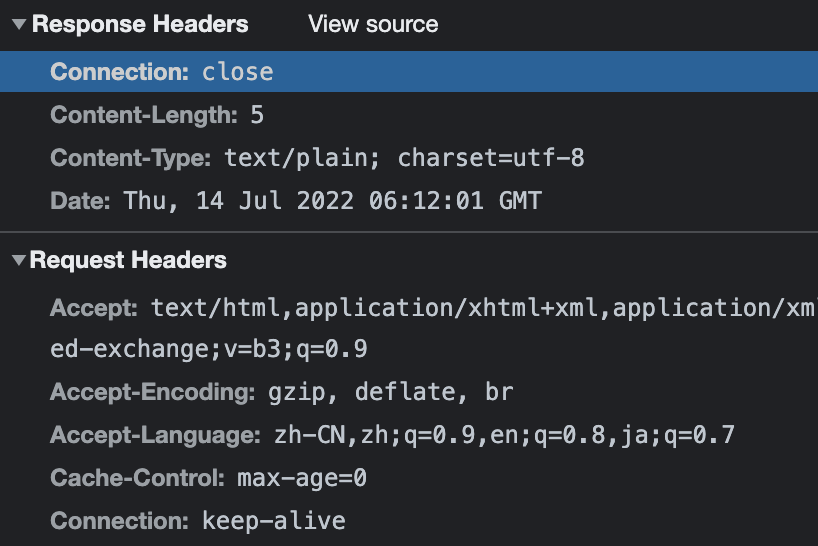 Response Headers View source
Connection: close
Content-Length: 5
Content-Type: text/plain; charset=utf-8
Date: Thu, 14 Jul 2022 06:12:01 GMT
Request Headers
Accept: text/html,application/xhtml+xml,application/xm
ed-exchange;v=b3;q=0.9
Accept-Encoding: gzip, deflate, br
Accept-Language: zh-CN,zh;q=0.9,en;q=0.8,ja;q=0.7
Cache-Control: max-age=0
Connection: keep-alive